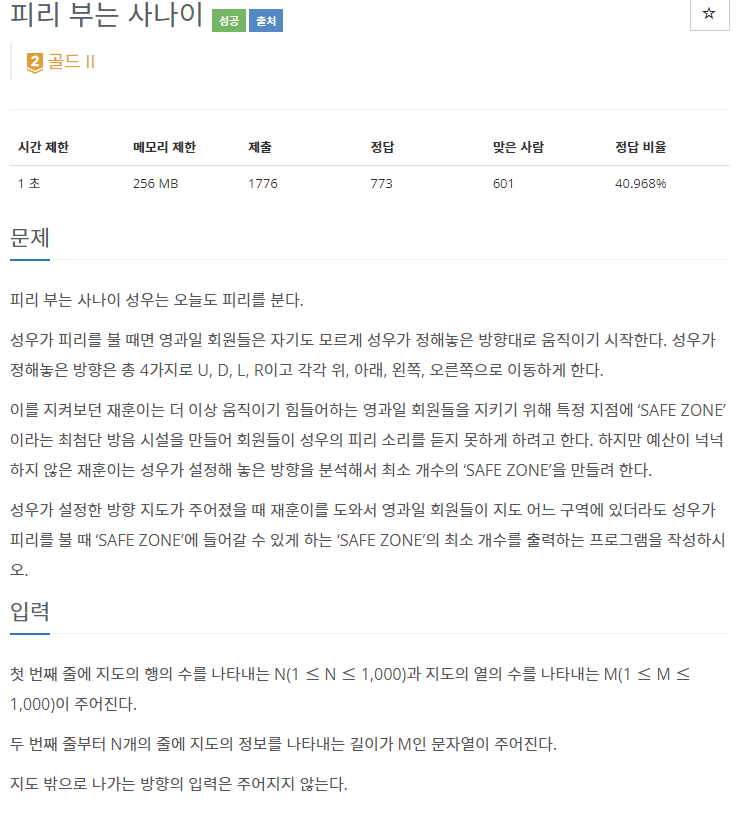 피리 부는 사나이 성공 출처
☆
2 골드 II
시간 제한 메모리 제한 제출 정답 맞은 사람 정답 비율
1 초 256 MB 1776 773 601 40.968%
문제
피리 부는 사나이 성우는 오늘도 피리를 분다.
성우가 피리를 불 때면 영과일 회원들은 자기도 모르게 성우가 정해놓은 방향대로 움직이기 시작한다. 성우가
정해놓은 방향은 총 4가지로 U, D, L, R이고 각각 위, 아래, 왼쪽, 오른쪽으로 이동하게 한다.
이를 지켜보던 재훈이는 더 이상 움직이기 힘들어하는 영과일 회원들을 지키기 위해 특정 지점에 ‘SAFE ZONE’
이라는 최첨단 방음 시설을 만들어 회원들이 성우의 피리 소리를 듣지 못하게 하려고 한다. 하지만 예산이 넉넉
하지 않은 재훈이는 성우가 설정해 놓은 방향을 분석해서 최소 개수의 ‘SAFE ZONE’을 만들려 한다.
성우가 설정한 방향 지도가 주어졌을 때 재훈이를 도와서 영과일 회원들이 지도 어느 구역에 있더라도 성우가
피리를 불 때 ‘SAFE ZONE’에 들어갈 수 있게 하는 ‘SAFE ZONE’의 최소 개수를 출력하는 프로그램을 작성하시
오.
입력
첫 번째 줄에 지도의 행의 수를 나타내는 N(1 ≤ N ≤ 1,000)과 지도의 열의 수를 나타내는 M(1 ≤ M ≤
1,000)이 주어진다.
두 번째 줄부터 N개의 줄에 지도의 정보를 나타내는 길이가 M인 문자열이 주어진다.
지도 밖으로 나가는 방향의 입력은 주어지지 않는다.